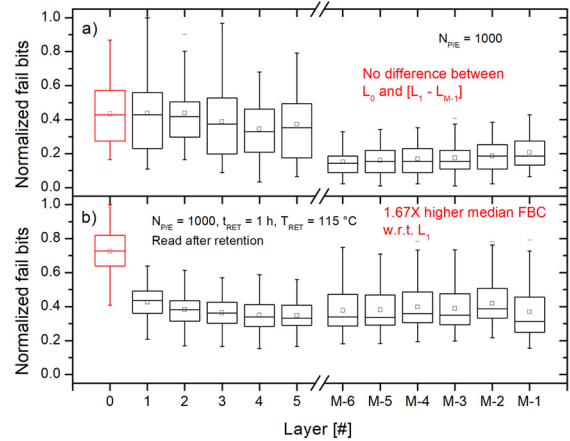 a)
N_P/E = 1000
No difference between
L_0 and [L_1 - L_M-1]
Normalized fail bits
1.0
0.8
0.6
0.4
0.2
0.0
b)
N_P/E = 1000, t_RET = 1 h, T_RET = 115 °C
Read after retention
1.67X higher median FBC
w.r.t. L_1
Normalized fail bits
1.0
0.8
0.6
0.4
0.2
0.0
0 1 2 3 4 5 M-6 M-5 M-4 M-3 M-2 M-1
Layer [#]